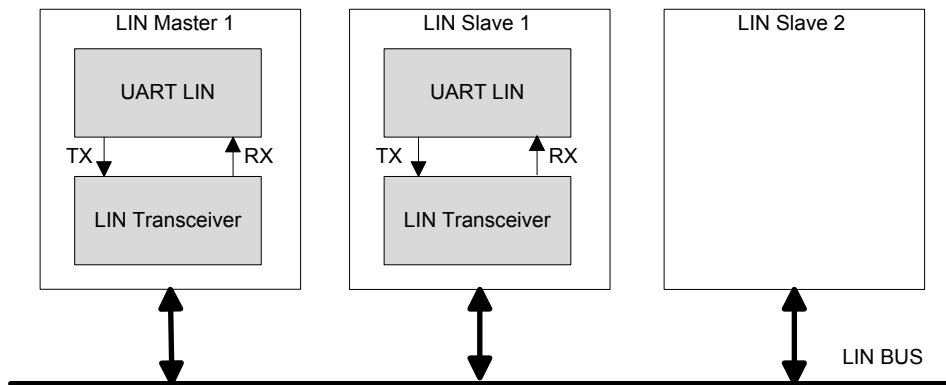 LIN Master 1
LIN Slave 1
LIN Slave 2
UART LIN
UART LIN
TX
RX
TX
RX
LIN Transceiver
LIN Transceiver
LIN BUS